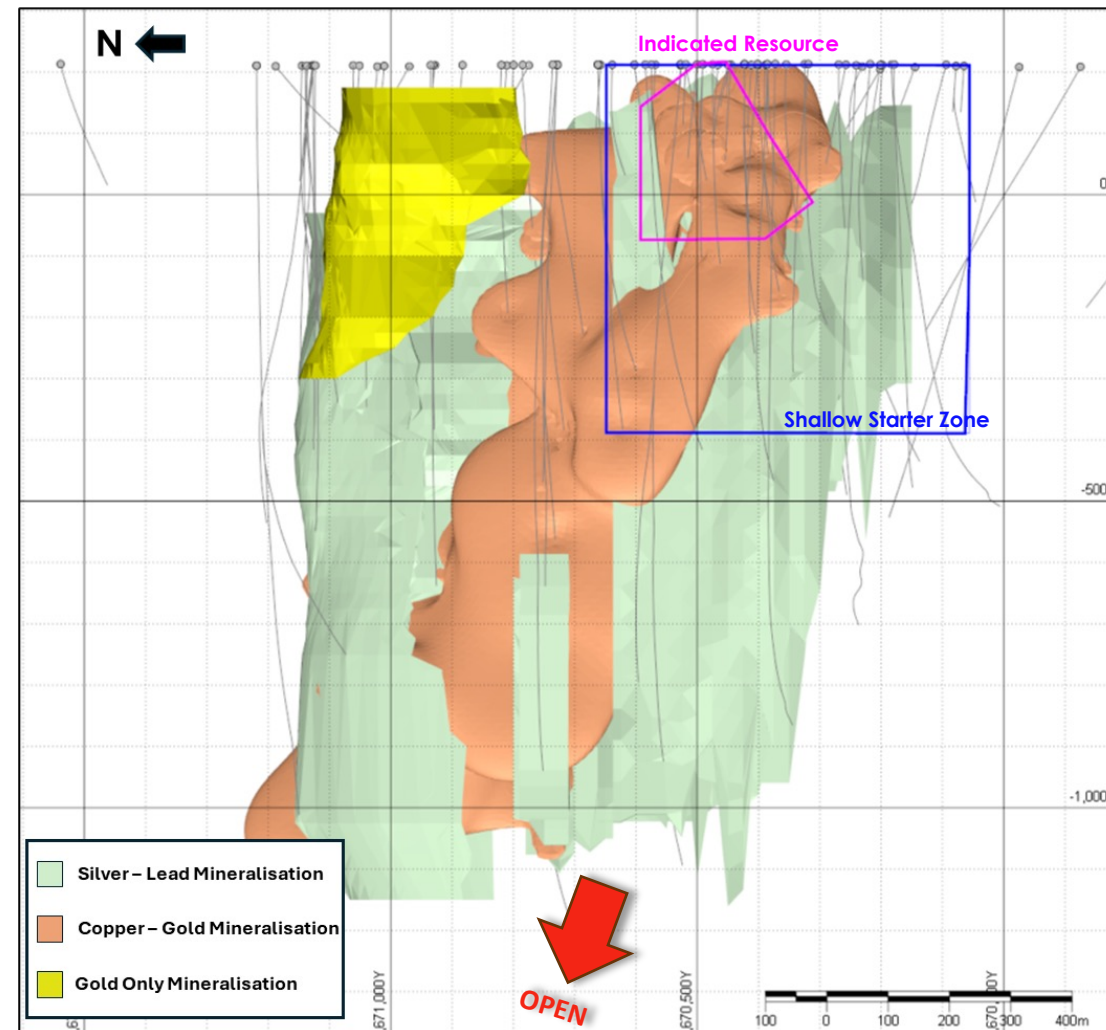 N
Indicated Resource
0
Shallow Starter Zone
-500
-1,000
Silver – Lead Mineralisation
Copper – Gold Mineralisation
Gold Only Mineralisation
OPEN
671,000Y
670,500Y
100 0 100 200 300 400m